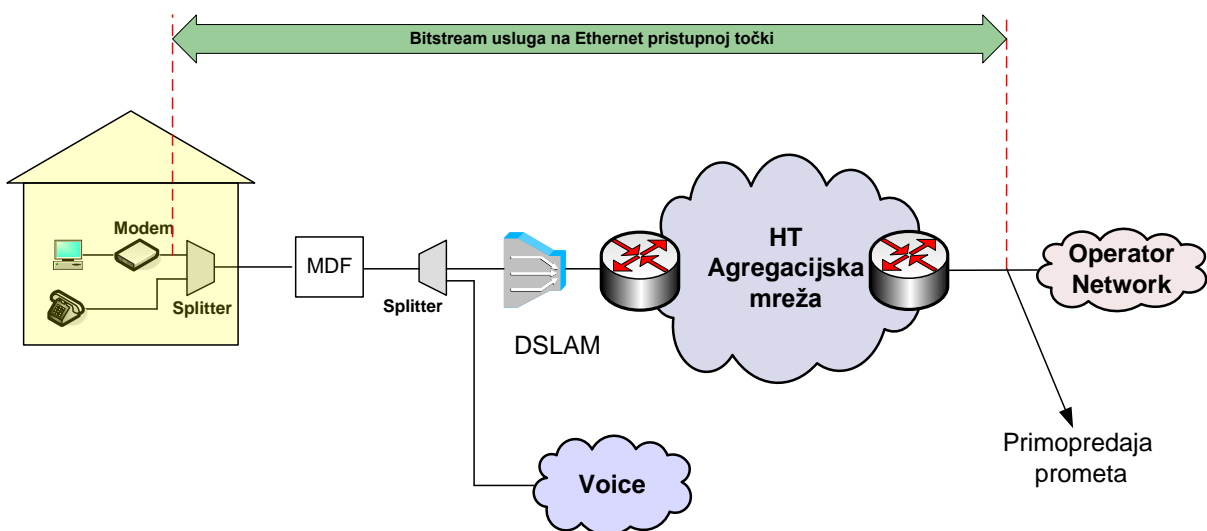 Bitstream usluga na Ethernet pristupnoj točki
Modem
Splitter
MDF
Splitter
DSLAM
HT
Agregacijska
mreža
Operator
Network
Voice
Primopredaja
prometa